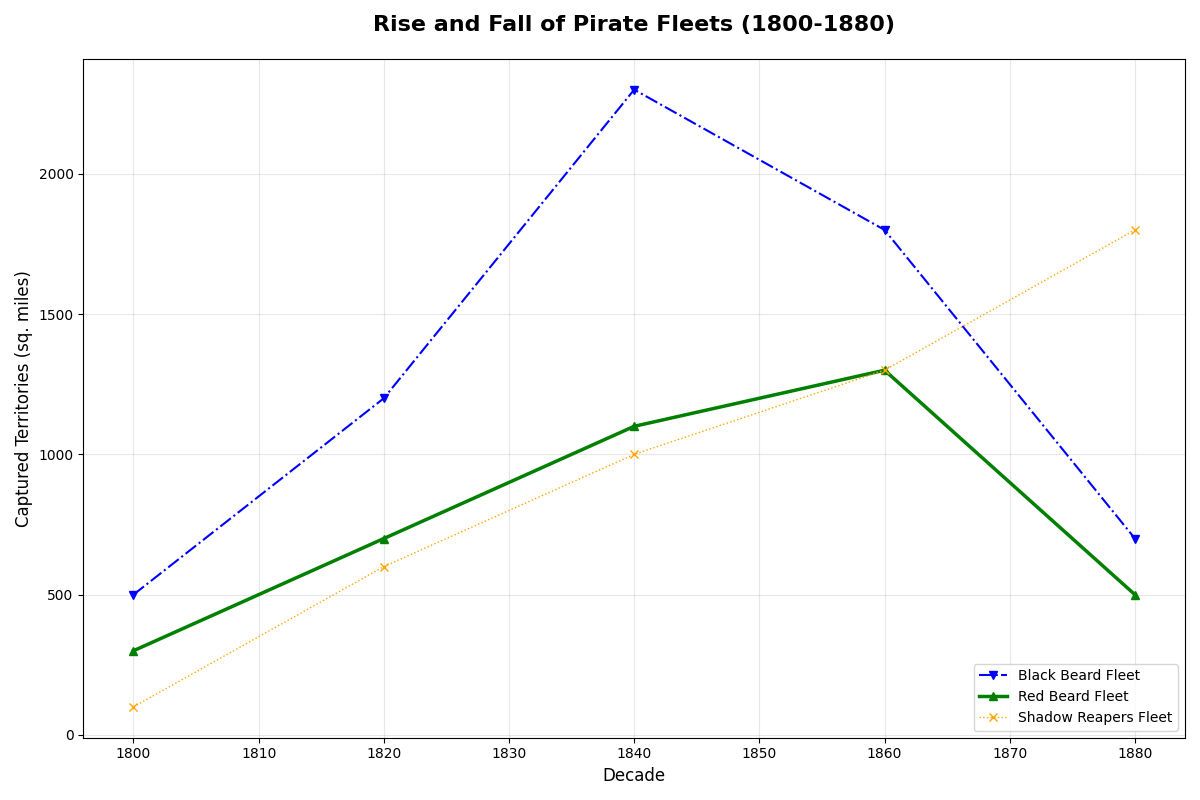 Rise and Fall of Pirate Fleets (1800-1880)
Captured Territories (sq. miles)
2000
1500
1000
500
0
1800 1810 1820 1830 1840 1850 1860 1870 1880
Decade
Black Beard Fleet
Red Beard Fleet
Shadow Reapers Fleet